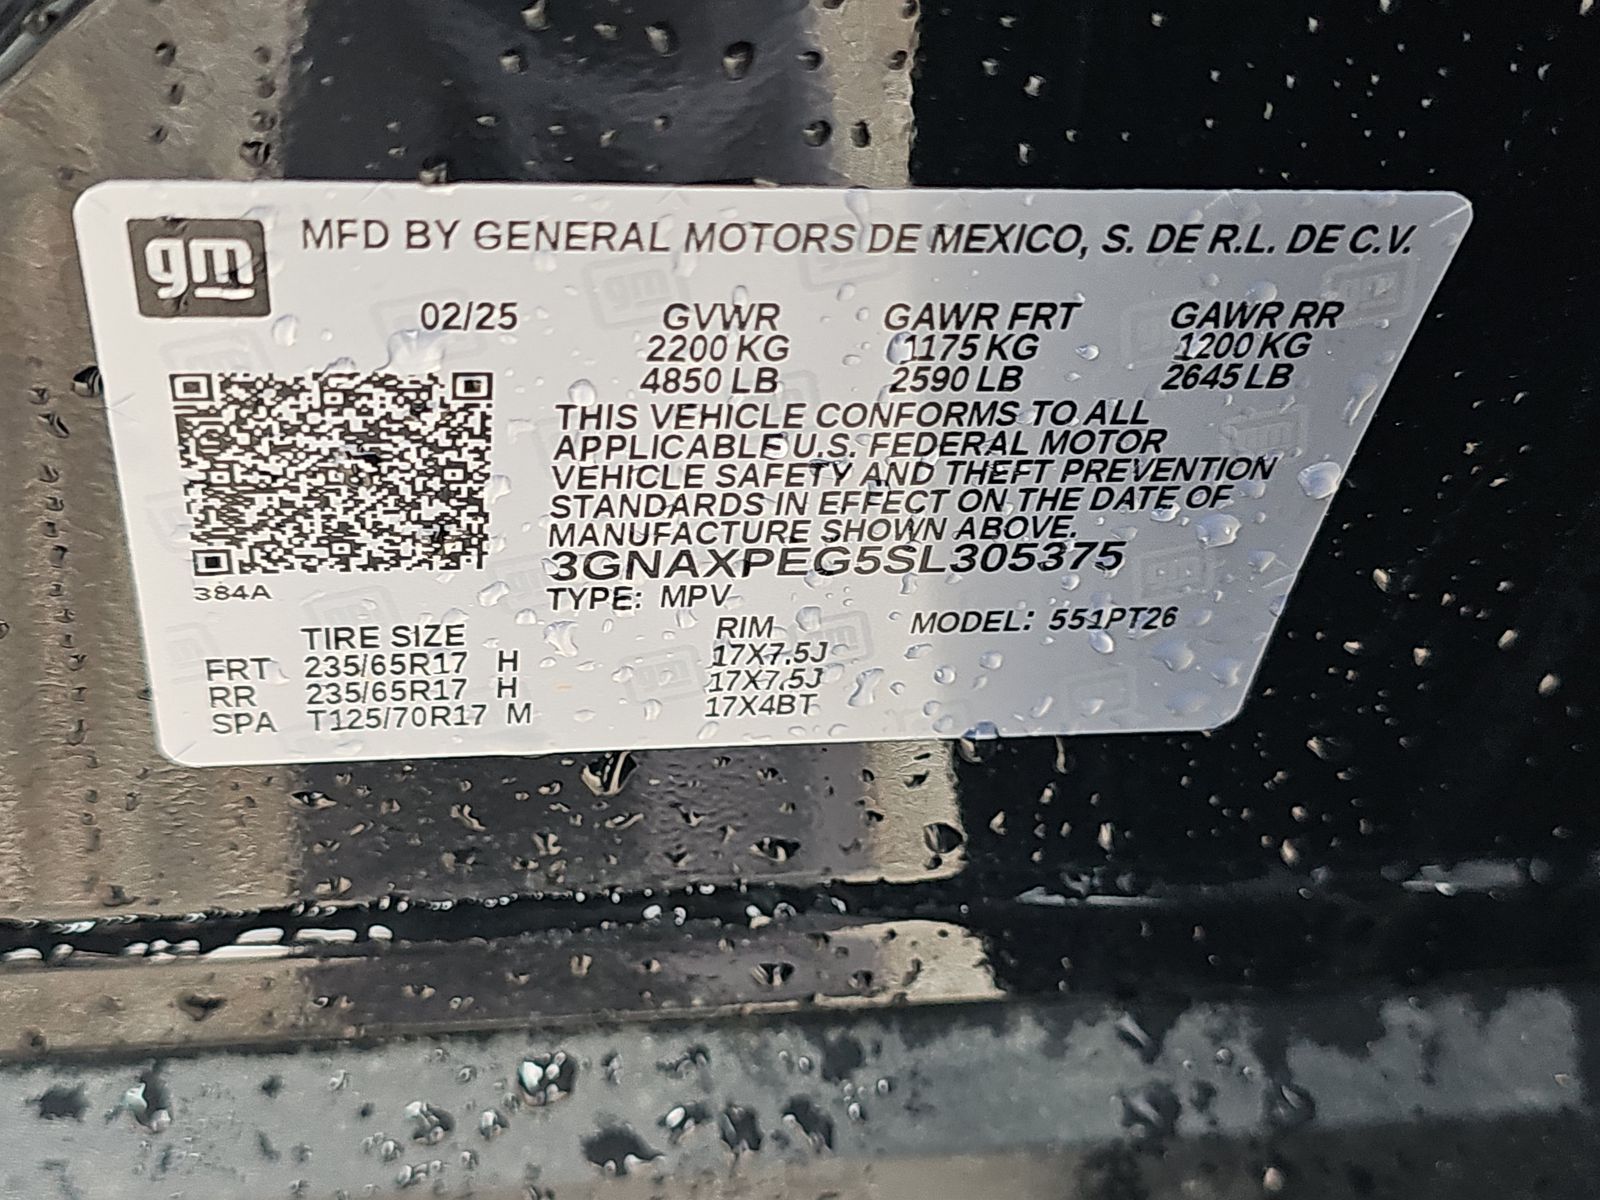 gm MFD BY GENERAL MOTORS DE MEXICO, S. DE R.L. DE C.V.
02/25 GVWR GAWR FRT GAWR RR
2200 KG 1175 KG 1200 KG
4850 LB 2590 LB 2645 LB
THIS VEHICLE CONFORMS TO ALL
APPLICABLE U.S. FEDERAL MOTOR
VEHICLE SAFETY AND THEFT PREVENTION
STANDARDS IN EFFECT ON THE DATE OF
MANUFACTURE SHOWN ABOVE.
3GNAXPEG5SL305375
384A
TYPE: MPV
TIRE SIZE RIM MODEL: 551PT26
FRT 235/65R17 H 17X7.5J
RR 235/65R17 H 17X7.5J
SPA T125/70R17 M 17X4BT